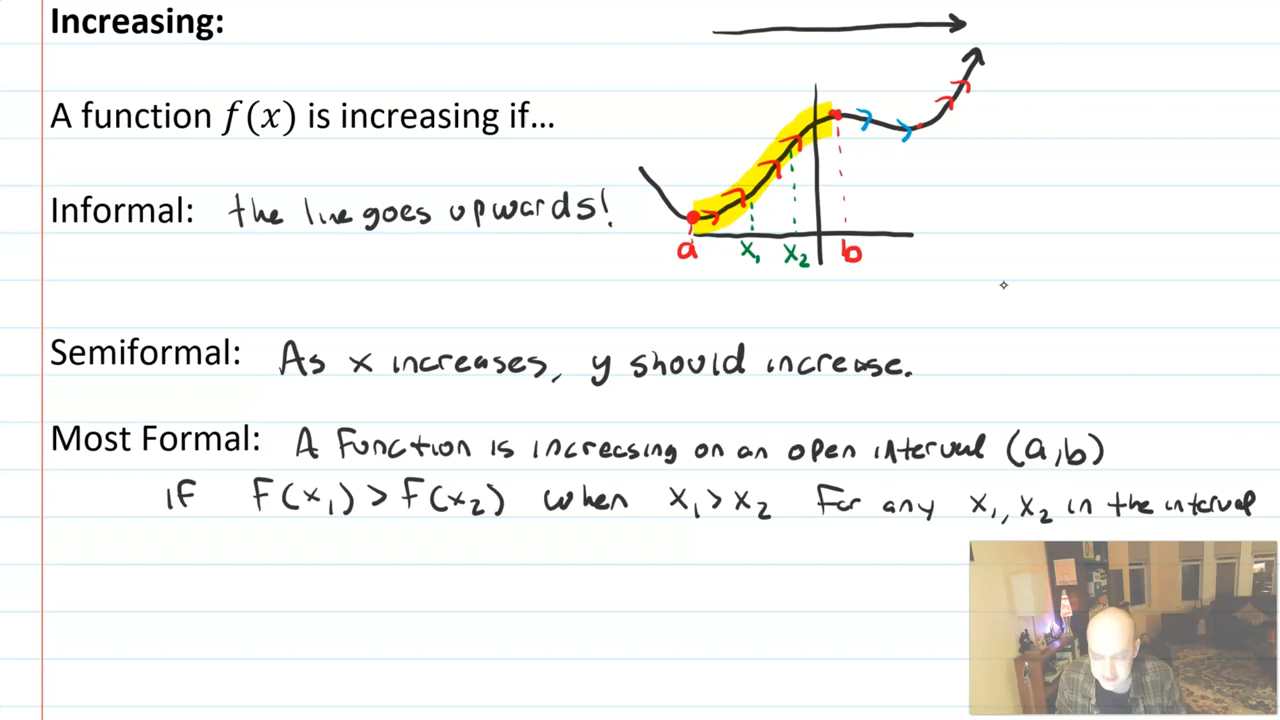 Increasing:
A function f(x) is increasing if...
Informal: the line goes upwards!
a x₁ x₂ b
Semiformal: As x increases, y should increase.
Most Formal: A function is increasing on an open interval (a,b)
if F(x₁) > F(x₂) when x₁ > x₂ For any x₁, x₂ in the interval